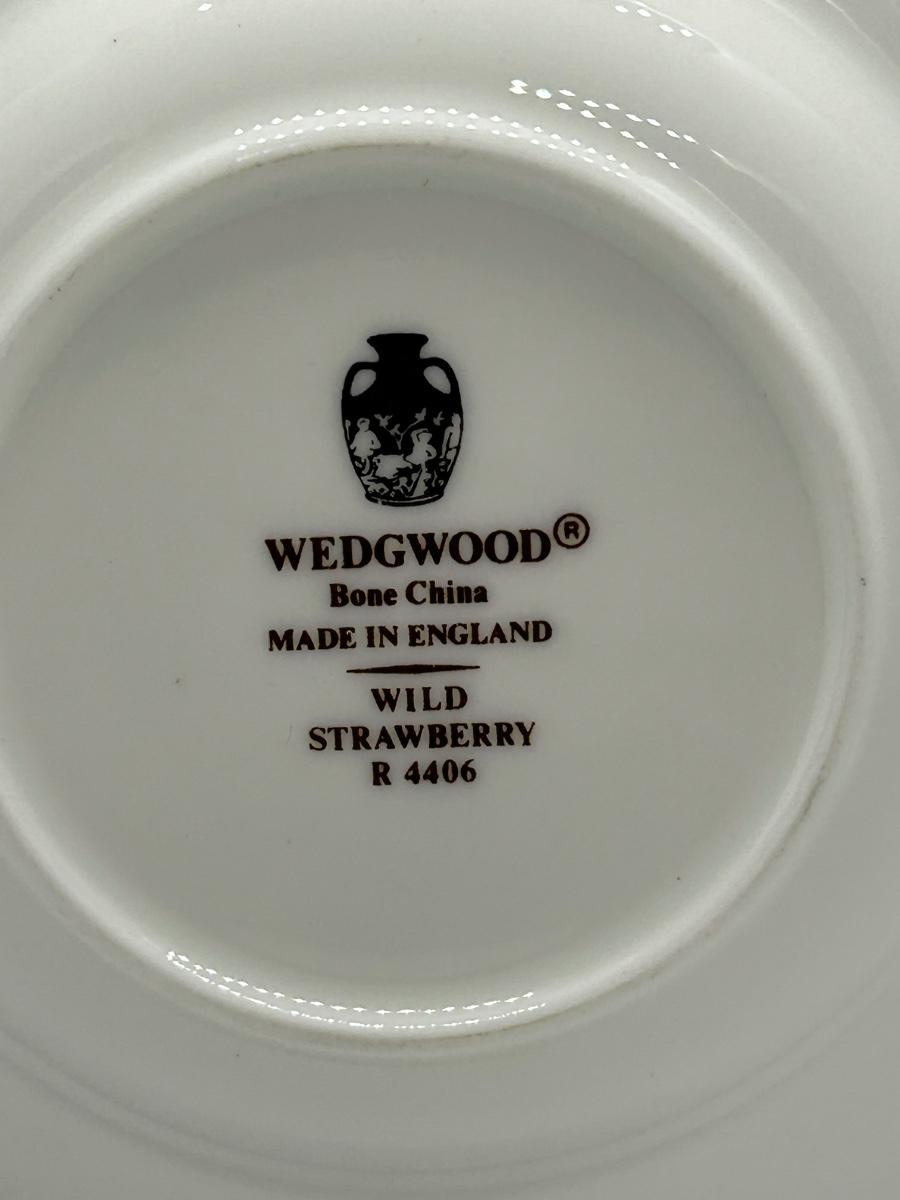 WEDGWOOD®
Bone China
MADE IN ENGLAND
WILD
STRAWBERRY
R 4406